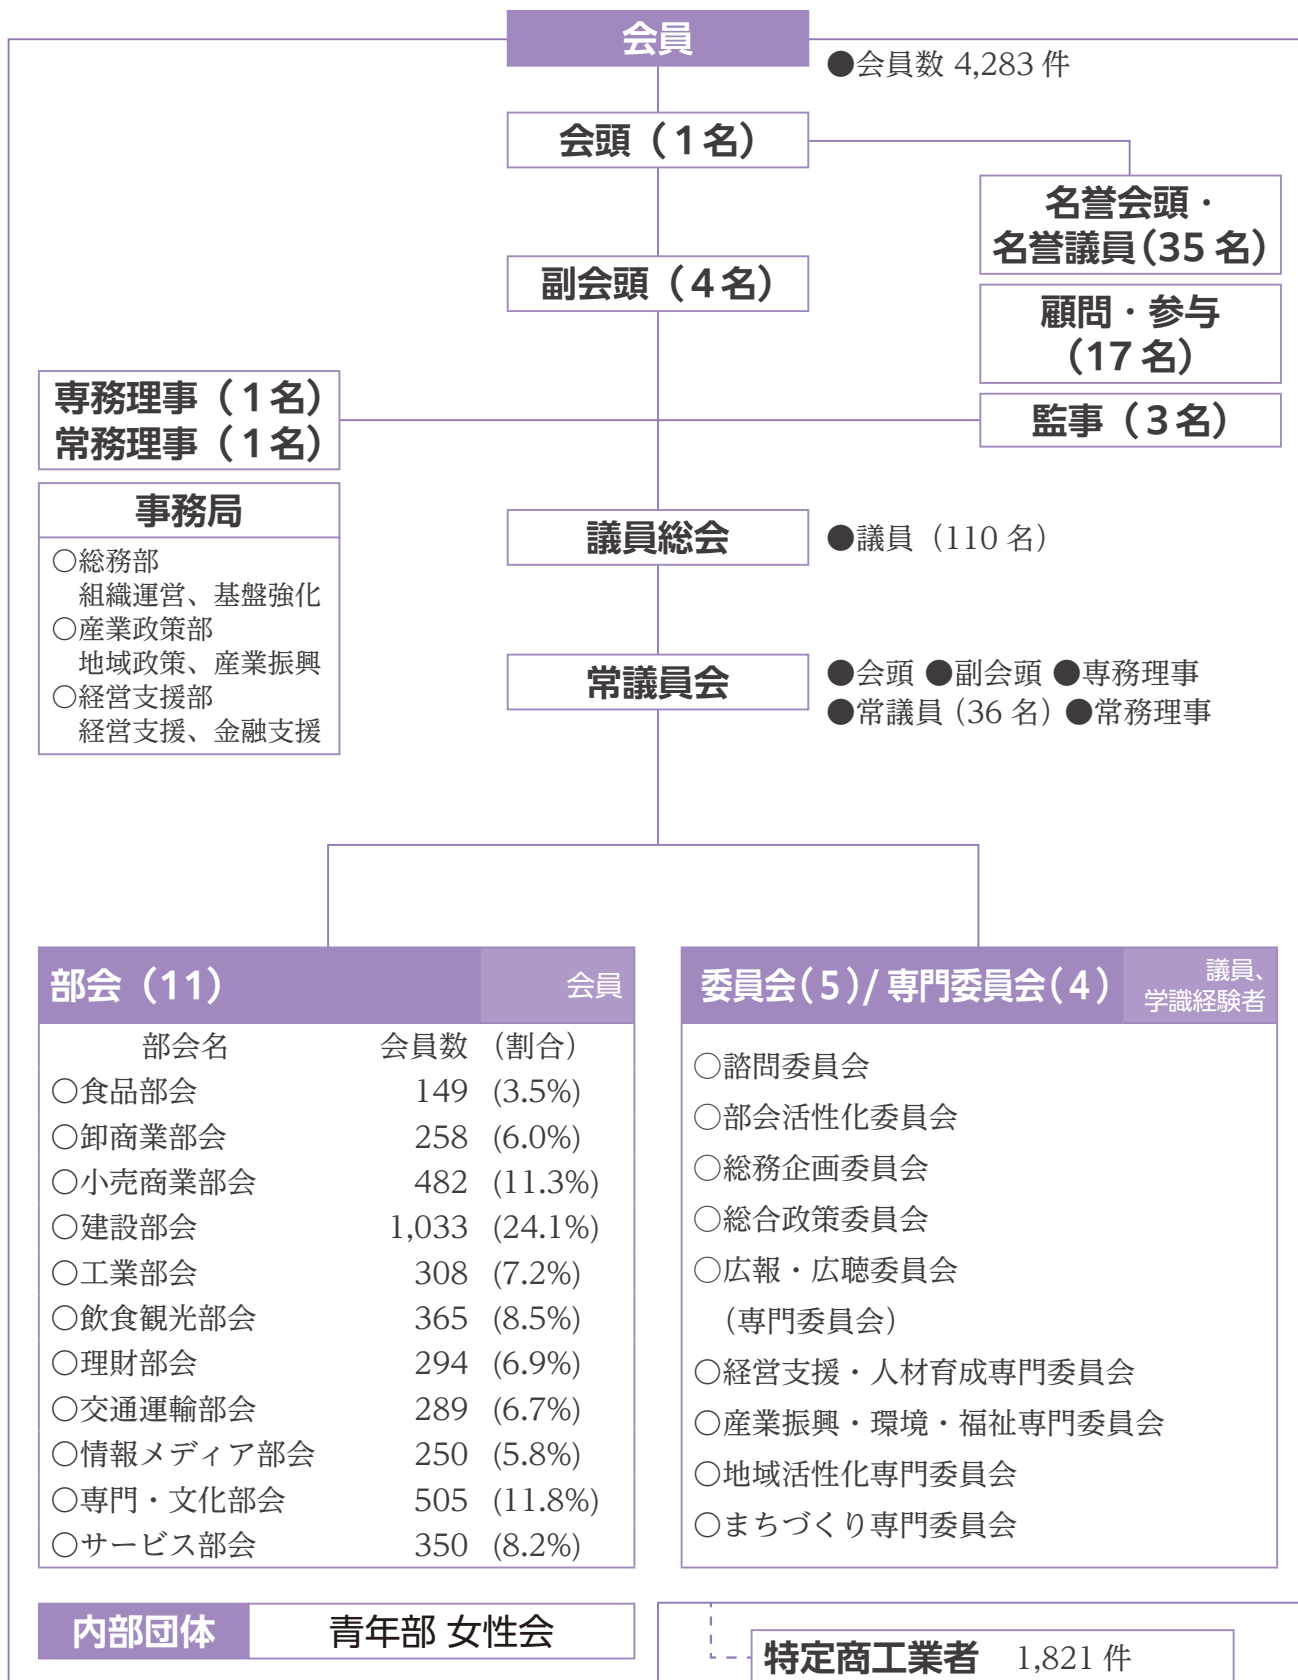 会員
●会員数 4,283 件
会頭（１名）
名誉会頭・
名誉議員（35 名）
副会頭（４名）
顧問・参与
（17 名）
専務理事（１名）
常務理事（１名）
監事（３名）
事務局
○総務部
組織運営、基盤強化
○産業政策部
地域政策、産業振興
○経営支援部
経営支援、金融支援
議員総会
●議員（110 名）
常議員会
●会頭 ●副会頭 ●専務理事
●常議員（36 名）●常務理事
部会（11） 会員
部会名 会員数 （割合）
○食品部会 149 (3.5%)
○卸商業部会 258 (6.0%)
○小売商業部会 482 (11.3%)
○建設部会 1,033 (24.1%)
○工業部会 308 (7.2%)
○飲食観光部会 365 (8.5%)
○理財部会 294 (6.9%)
○交通運輸部会 289 (6.7%)
○情報メディア部会 250 (5.8%)
○専門・文化部会 505 (11.8%)
○サービス部会 350 (8.2%)
委員会（５）/ 専門委員会（４）
議員、
学識経験者
○諮問委員会
○部会活性化委員会
○総務企画委員会
○総合政策委員会
○広報・広聴委員会
（専門委員会）
○経営支援・人材育成専門委員会
○産業振興・環境・福祉専門委員会
○地域活性化専門委員会
○まちづくり専門委員会
内部団体 青年部 女性会
特定商工業者 1,821 件